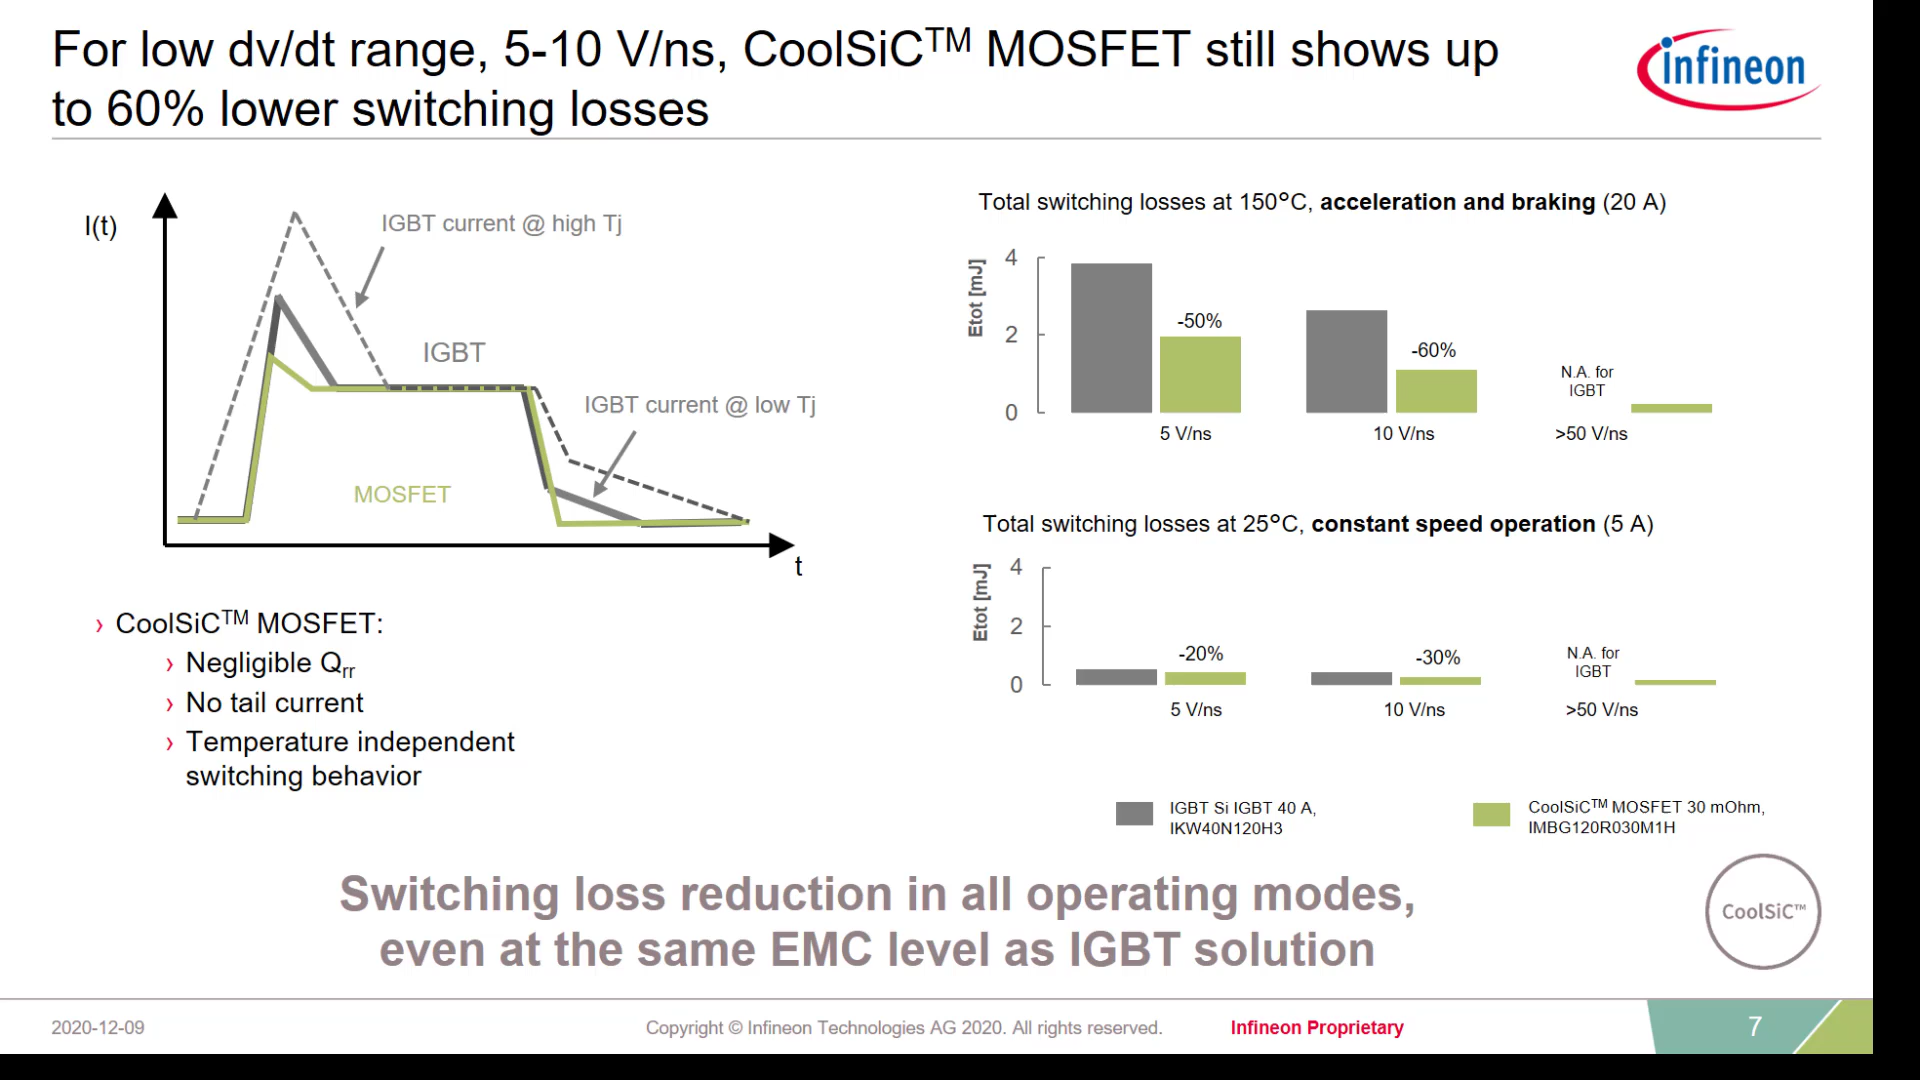 For low dv/dt range, 5-10 V/ns, CoolSiC™ MOSFET still shows up
to 60% lower switching losses
infineon
I(t)
IGBT current @ high Tj
IGBT
IGBT current @ low Tj
MOSFET
t
› CoolSiC™ MOSFET:
› Negligible Qrr
› No tail current
› Temperature independent
switching behavior
Total switching losses at 150°C, acceleration and braking (20 A)
Etot [mJ]
4
2
0
-50%
-60%
N.A. for
IGBT
5 V/ns
10 V/ns
>50 V/ns
Total switching losses at 25°C, constant speed operation (5 A)
Etot [mJ]
4
2
0
-20%
-30%
N.A. for
IGBT
5 V/ns
10 V/ns
>50 V/ns
IGBT Si IGBT 40 A,
IKW40N120H3
CoolSiC™ MOSFET 30 mOhm,
IMBG120R030M1H
Switching loss reduction in all operating modes,
even at the same EMC level as IGBT solution
CoolSiC™
2020-12-09
Copyright © Infineon Technologies AG 2020. All rights reserved.
Infineon Proprietary
7